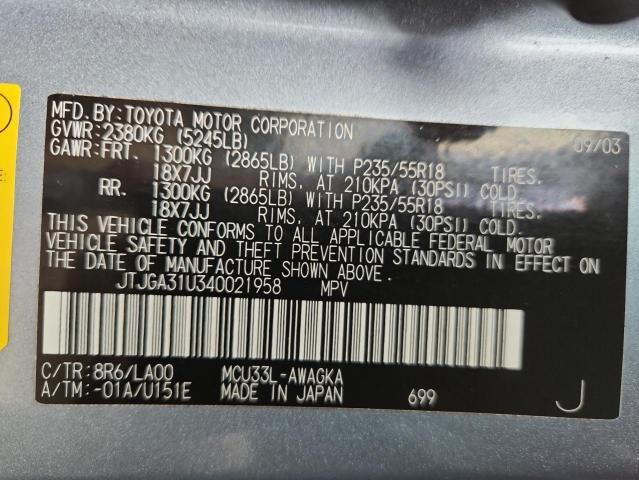 MFD. BY: TOYOTA MOTOR CORPORATION 09/03
GVWR: 2380KG (5245LB)
GAWR: FRT. 1300KG (2865LB) WITH P235/55R18 TIRES.
18X7JJ RIMS, AT 210KPA (30PSI) COLD.
RR. 1300KG (2865LB) WITH P235/55R18 TIRES.
18X7JJ RIMS, AT 210KPA (30PSI) COLD.
THIS VEHICLE CONFORMS TO ALL APPLICABLE FEDERAL MOTOR
VEHICLE SAFETY AND THEFT PREVENTION STANDARDS IN EFFECT ON
THE DATE OF MANUFACTURE SHOWN ABOVE.
JTJGA31U340021958 MPV
C/TR: 8R6/LA00 MCU33L-AWAGKA
A/TM: -01A/U151E MADE IN JAPAN 699 J